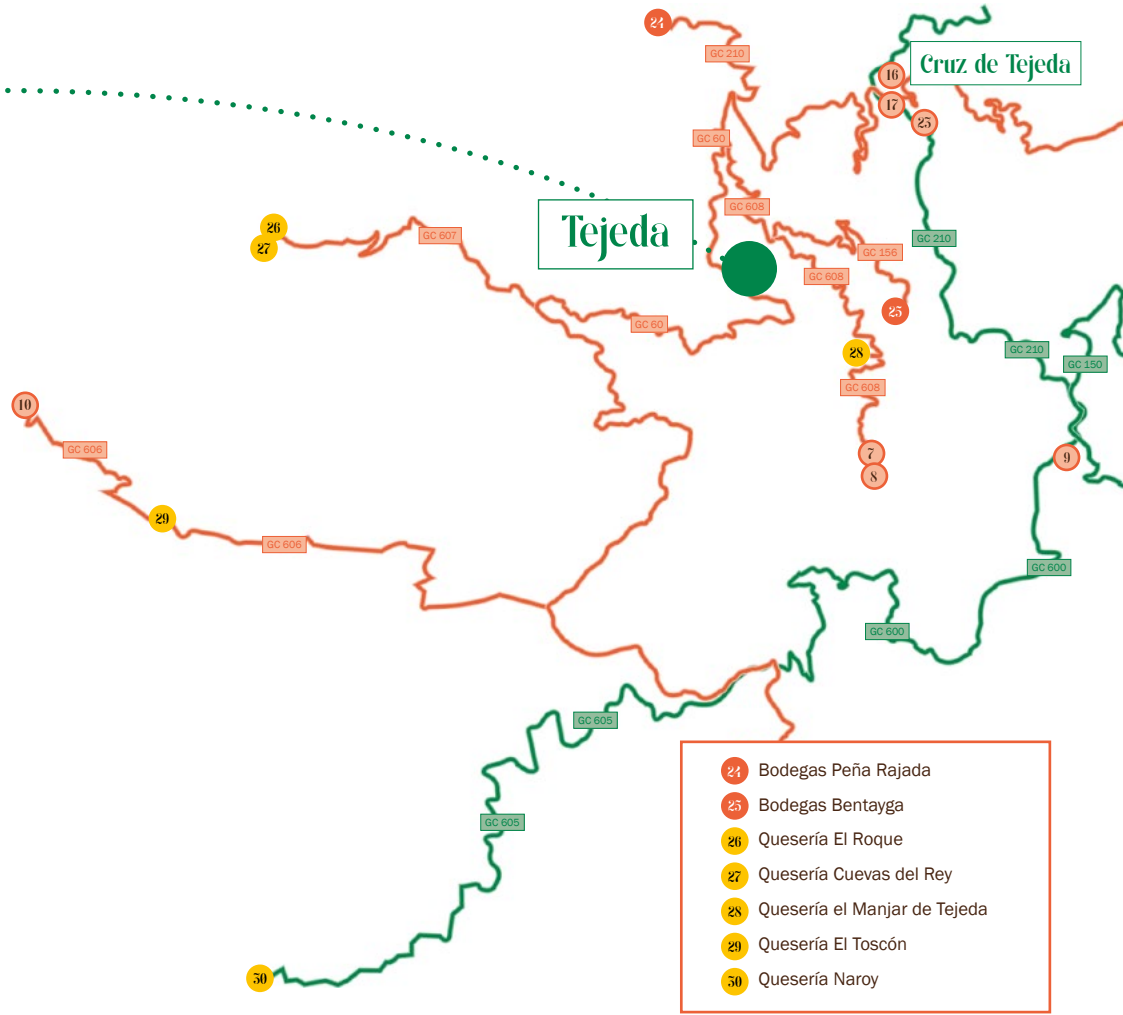 24
GC 210
Cruz de Tejeda
16
17
23
GC 60
Tejeda
GC 608
26
27
GC 607
GC 210
GC 156
GC 608
25
GC 60
28
GC 210
GC 150
GC 608
10
GC 606
7
8
9
29
GC 606
GC 600
GC 600
GC 605
GC 605
30
24 Bodegas Peña Rajada
25 Bodegas Bentayga
26 Quesería El Roque
27 Quesería Cuevas del Rey
28 Quesería el Manjar de Tejeda
29 Quesería El Toscón
30 Quesería Naroy